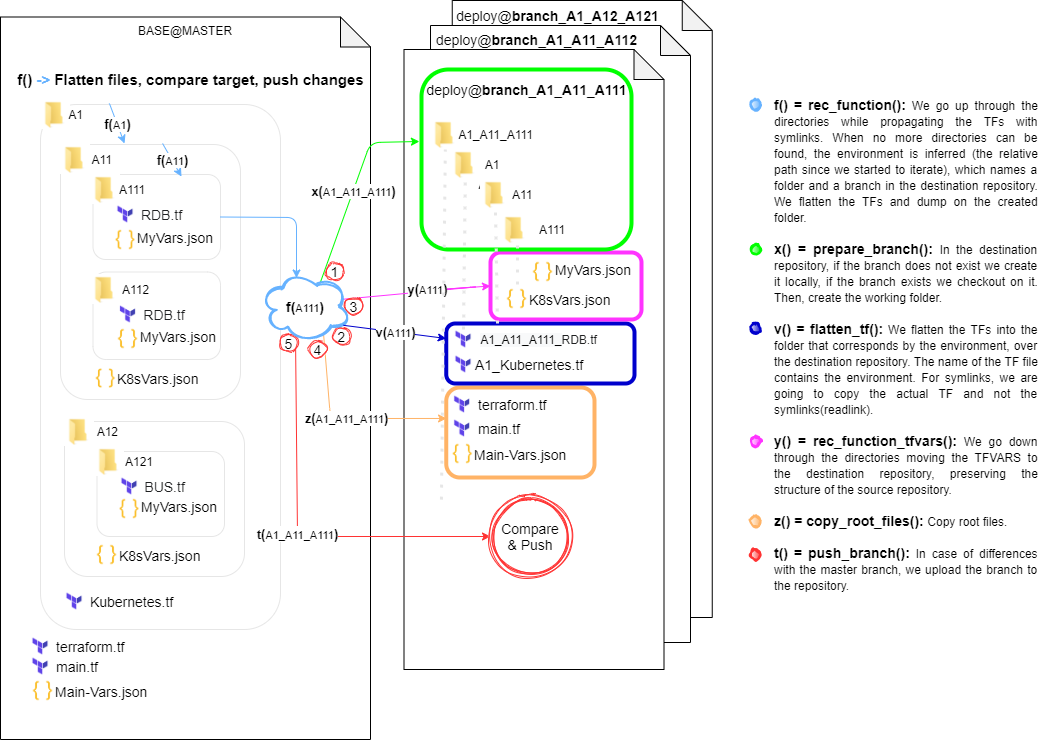 BASE@MASTER
f() -> Flatten files, compare target, push changes
A1
f(A1)
A11
f(A11)
A111
RDB.tf
MyVars.json
A112
RDB.tf
MyVars.json
K8sVars.json
A12
A121
BUS.tf
MyVars.json
K8sVars.json
Kubernetes.tf
terraform.tf
main.tf
Main-Vars.json
f(A111)
1
3
2
4
5
x(A1_A11_A111)
y(A111)
v(A111)
z(A1_A11_A111)
t(A1_A11_A111)
deploy@branch_A1_A12_A121
deploy@branch_A1_A11_A112
deploy@branch_A1_A11_A111
A1_A11_A111
A1
A11
A111
MyVars.json
K8sVars.json
A1_A11_A111_RDB.tf
A1_Kubernetes.tf
terraform.tf
main.tf
Main-Vars.json
Compare
& Push
f() = rec_function(): We go up through the
directories while propagating the TFs with
symlinks. When no more directories can be
found, the environment is inferred (the relative
path since we started to iterate), which names a
folder and a branch in the destination repository.
We flatten the TFs and dump on the created
folder.
x() = prepare_branch(): In the destination
repository, if the branch does not exist we create
it locally, if the branch exists we checkout on it.
Then, create the working folder.
v() = flatten_tf(): We flatten the TFs into the
folder that corresponds by the environment, over
the destination repository. The name of the TF file
contains the environment. For symlinks, we are
going to copy the actual TF and not the
symlinks(readlink).
y() = rec_function_tfvars(): We go down
through the directories moving the TFVARS to
the destination repository, preserving the
structure of the source repository.
z() = copy_root_files(): Copy root files.
t() = push_branch(): In case of differences
with the master branch, we upload the branch to
the repository.